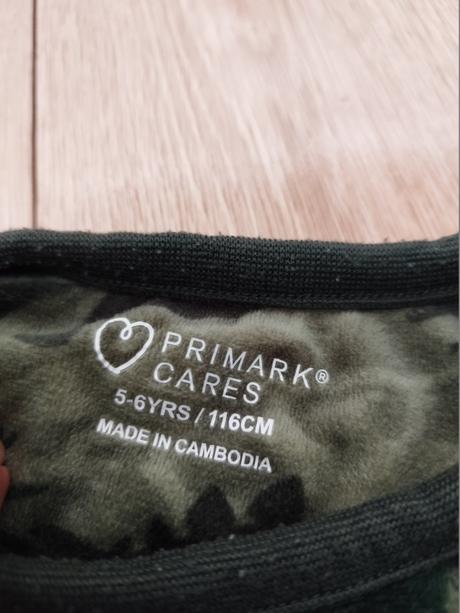 PRIMARK®
CARES
5-6YRS / 116CM
MADE IN CAMBODIA